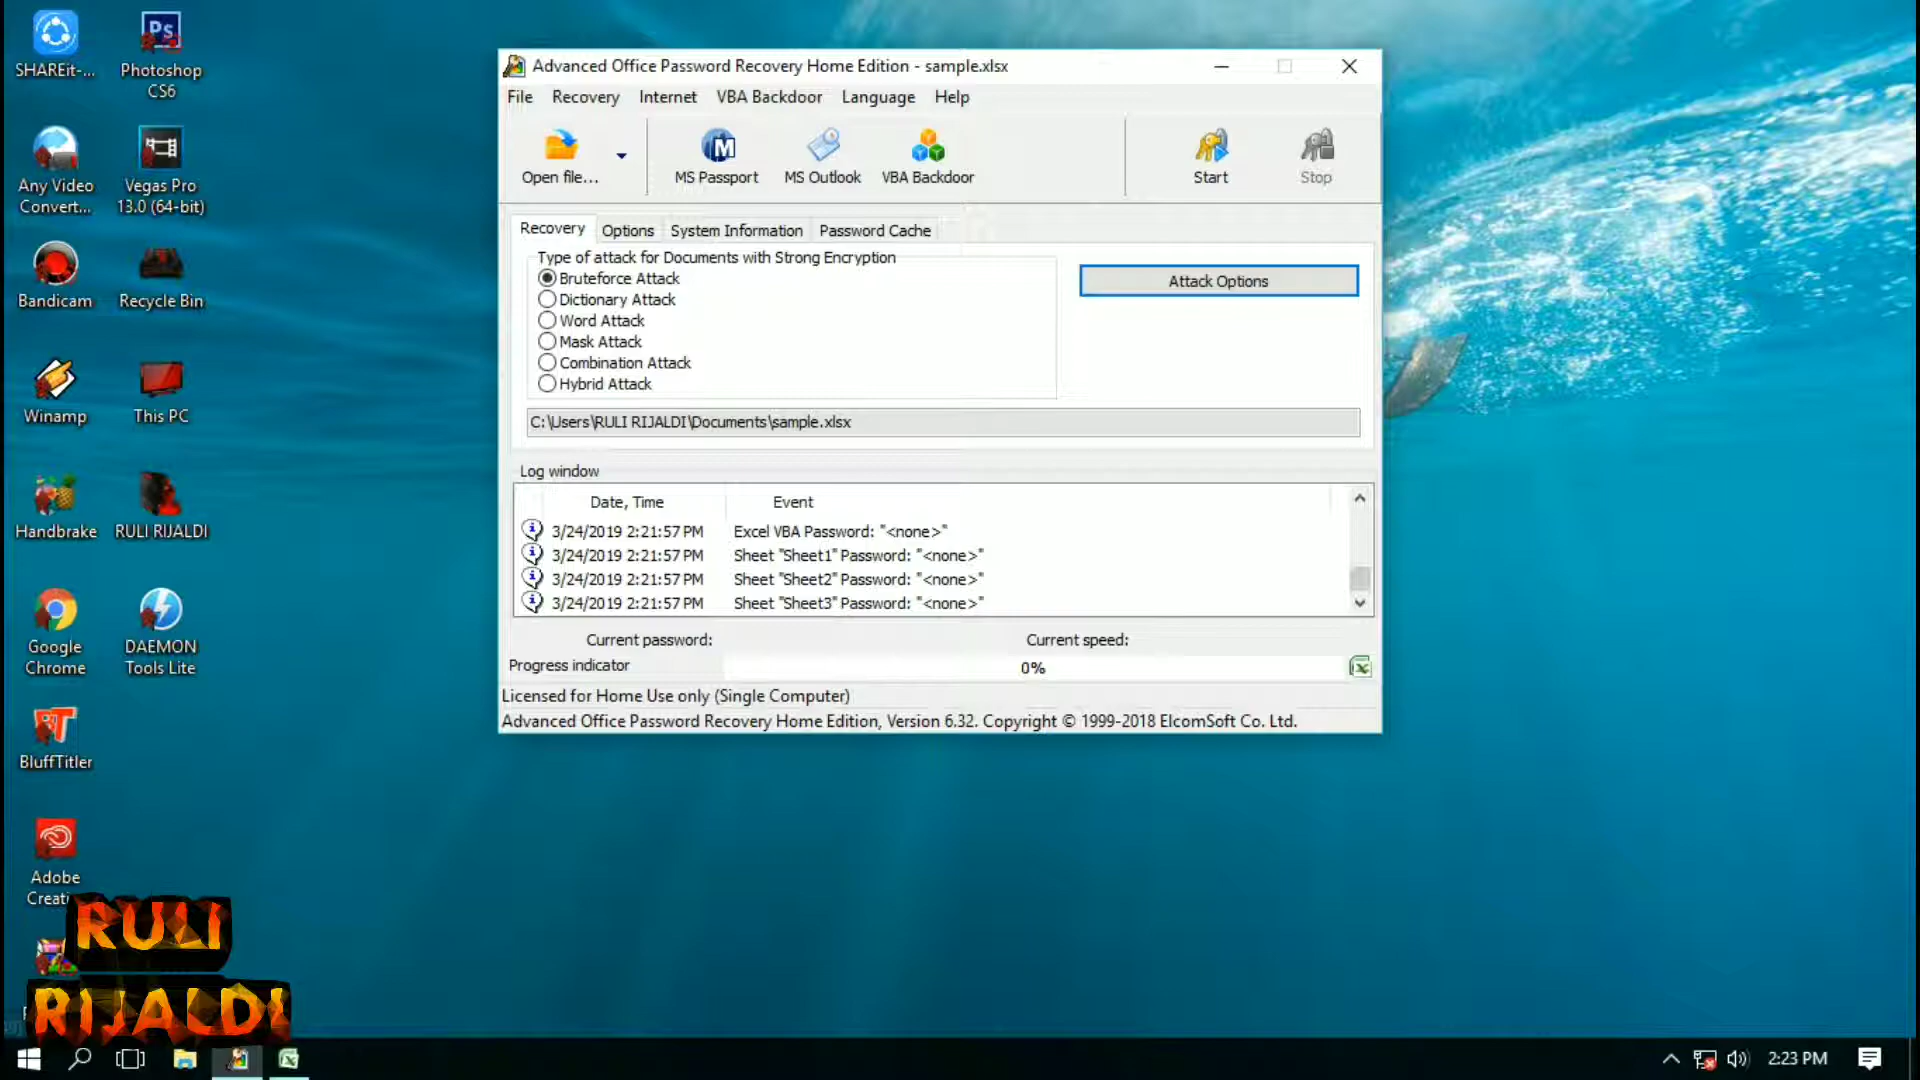 SHAREit-...
Photoshop
CS6
Any Video
Convert...
Vegas Pro
13.0 (64-bit)
Bandicam
Recycle Bin
Winamp
This PC
Handbrake
RULI RIJALDI
Google
Chrome
DAEMON
Tools Lite
BluffTitler
Adobe
Creati
RULI
RIJALDI
Advanced Office Password Recovery Home Edition - sample.xlsx
File Recovery Internet VBA Backdoor Language Help
Open file... MS Passport MS Outlook VBA Backdoor Start Stop
Recovery Options System Information Password Cache
Type of attack for Documents with Strong Encryption
Bruteforce Attack
Attack Options
Dictionary Attack
Word Attack
Mask Attack
Combination Attack
Hybrid Attack
C:\Users\RULI RIJALDI\Documents\sample.xlsx
Log window
Date, Time Event
3/24/2019 2:21:57 PM Excel VBA Password: "<none>"
3/24/2019 2:21:57 PM Sheet "Sheet1" Password: "<none>"
3/24/2019 2:21:57 PM Sheet "Sheet2" Password: "<none>"
3/24/2019 2:21:57 PM Sheet "Sheet3" Password: "<none>"
Current password: Current speed:
Progress indicator 0%
Licensed for Home Use only (Single Computer)
Advanced Office Password Recovery Home Edition, Version 6.32. Copyright © 1999-2018 ElcomSoft Co. Ltd.
2:23 PM